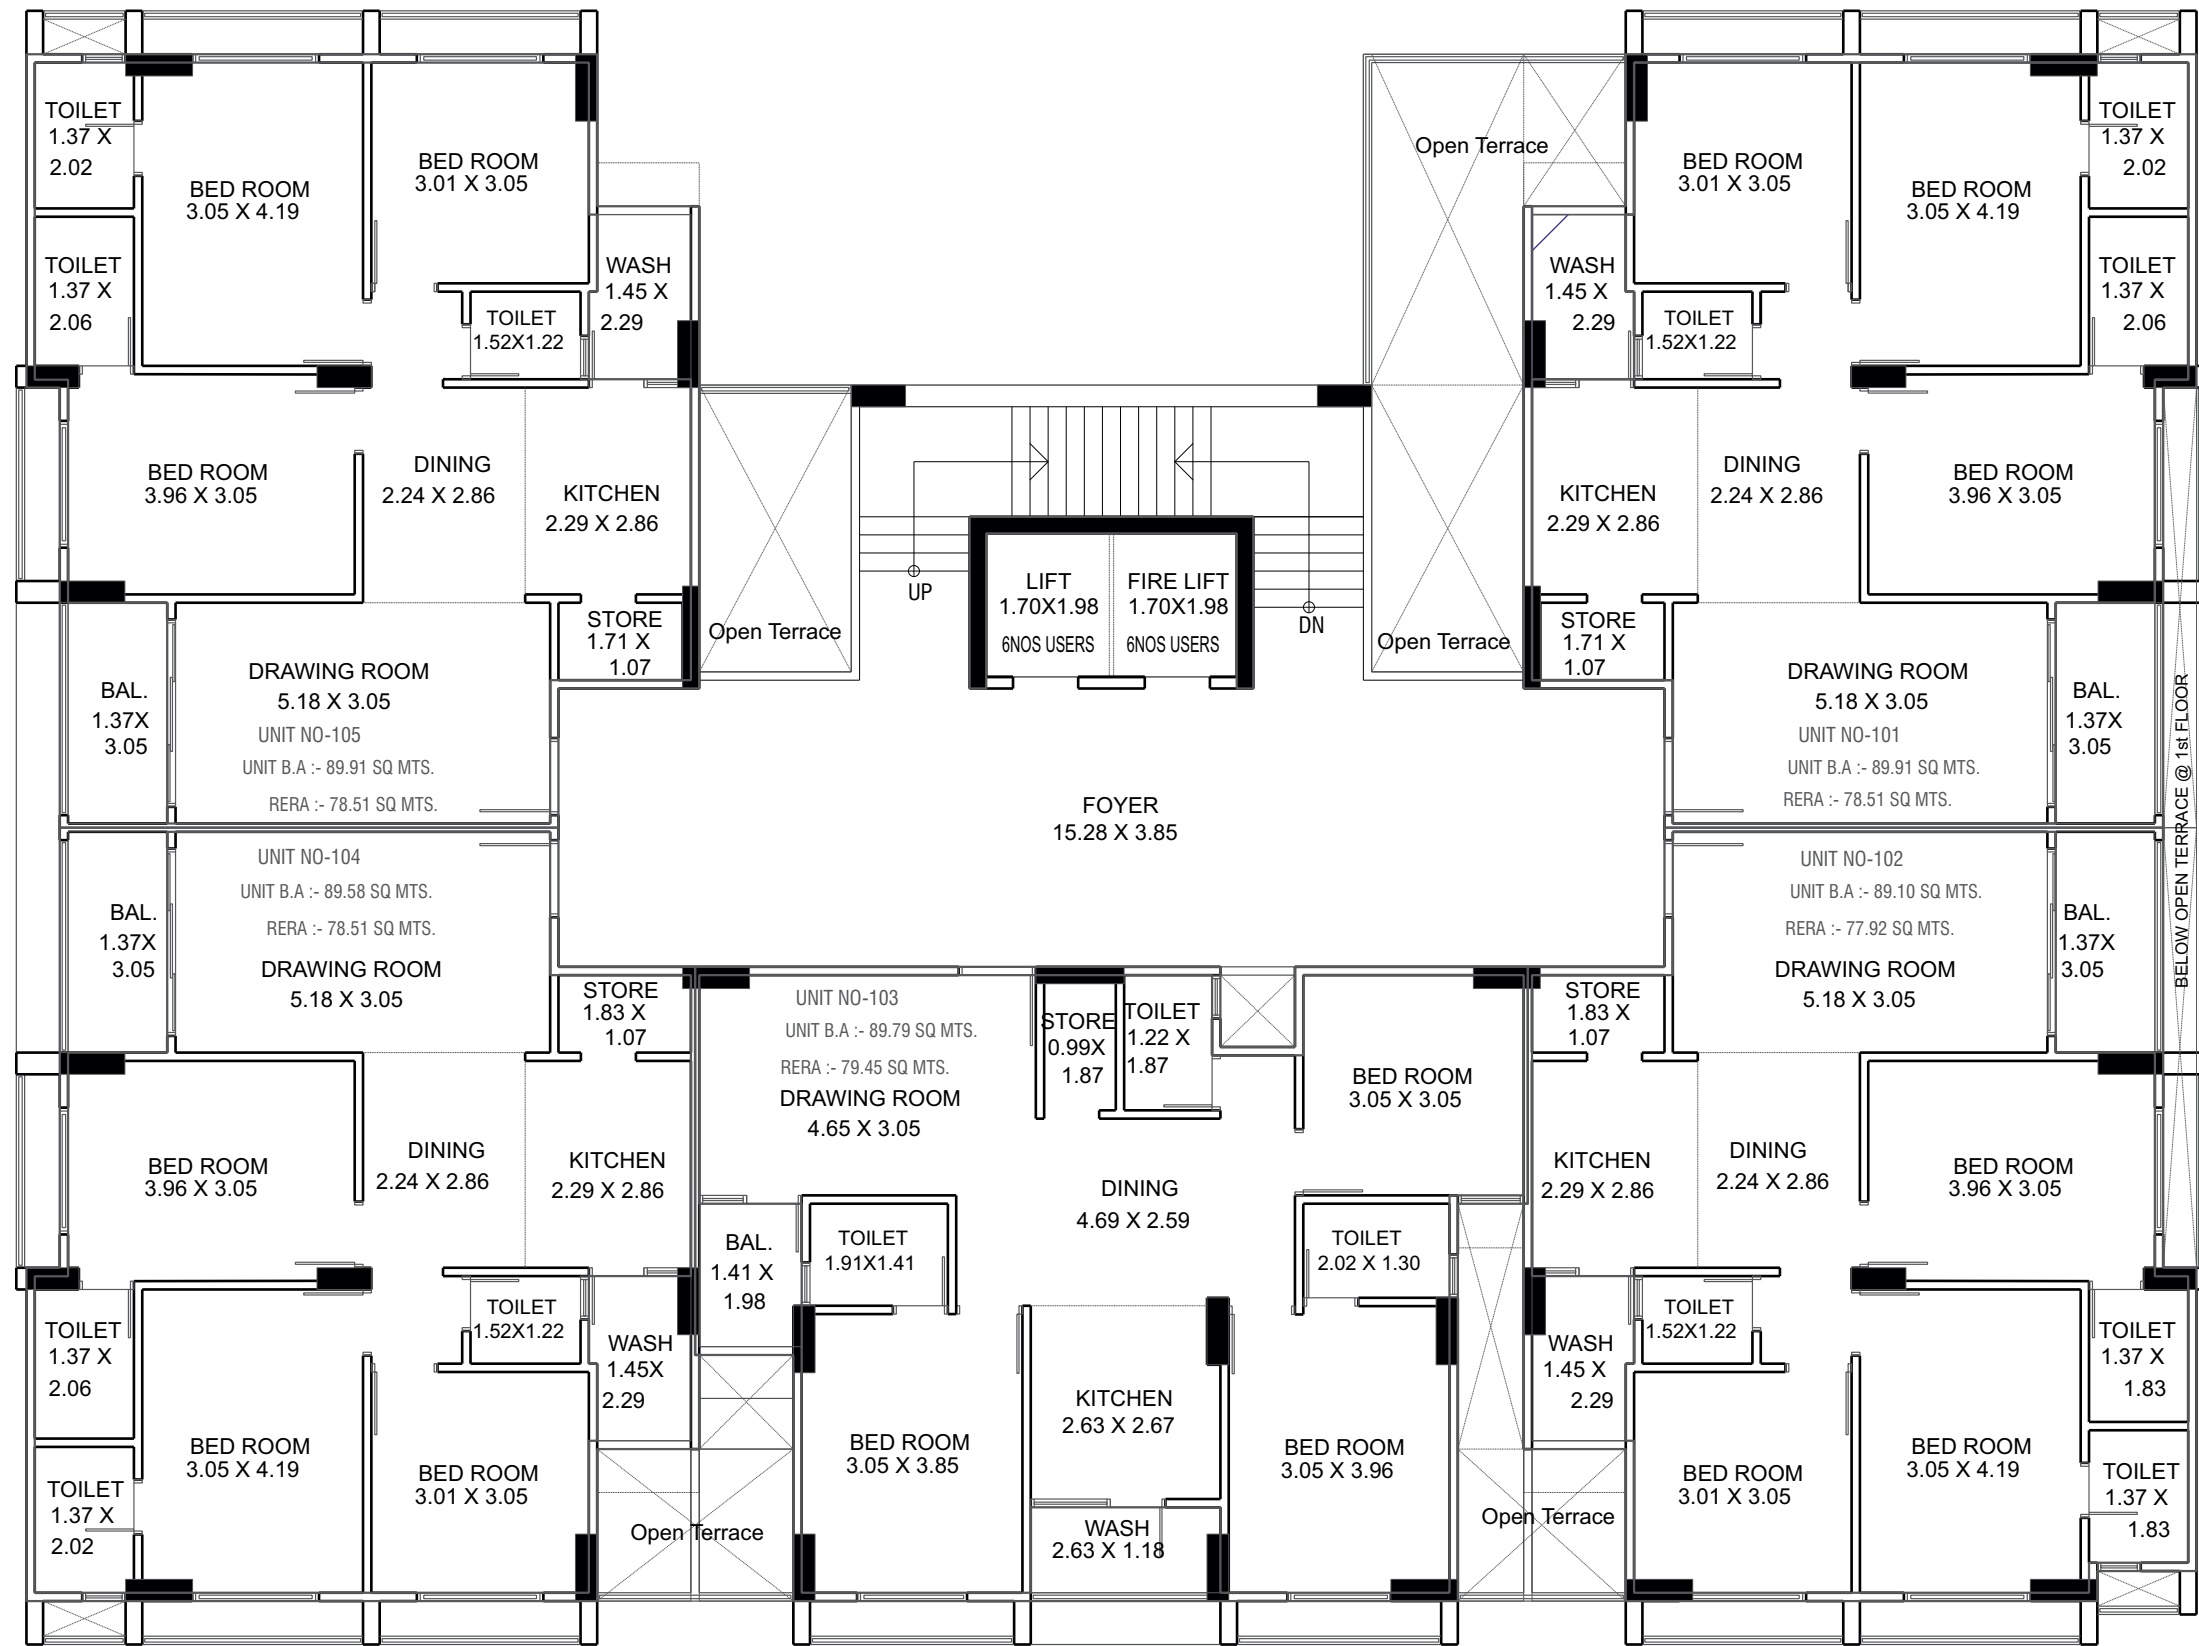 TOILET
1.37 X
2.02
BED ROOM
3.05 X 4.19
BED ROOM
3.01 X 3.05
TOILET
1.37 X
2.06
WASH
1.45 X
2.29
TOILET
1.52X1.22
BED ROOM
3.96 X 3.05
DINING
2.24 X 2.86
KITCHEN
2.29 X 2.86
STORE
1.71 X
1.07
BAL.
1.37X
3.05
DRAWING ROOM
5.18 X 3.05
UNIT NO-105
UNIT B.A :- 89.91 SQ MTS.
RERA :- 78.51 SQ MTS.
Open Terrace
UP
LIFT
1.70X1.98
6NOS USERS
FIRE LIFT
1.70X1.98
6NOS USERS
DN
Open Terrace
Open Terrace
BED ROOM
3.01 X 3.05
BED ROOM
3.05 X 4.19
TOILET
1.37 X
2.02
WASH
1.45 X
2.29
TOILET
1.52X1.22
TOILET
1.37 X
2.06
KITCHEN
2.29 X 2.86
DINING
2.24 X 2.86
BED ROOM
3.96 X 3.05
STORE
1.71 X
1.07
DRAWING ROOM
5.18 X 3.05
UNIT NO-101
UNIT B.A :- 89.91 SQ MTS.
RERA :- 78.51 SQ MTS.
BAL.
1.37X
3.05
BELOW OPEN TERRACE @ 1st FLOOR
FOYER
15.28 X 3.85
BAL.
1.37X
3.05
UNIT NO-104
UNIT B.A :- 89.58 SQ MTS.
RERA :- 78.51 SQ MTS.
DRAWING ROOM
5.18 X 3.05
STORE
1.83 X
1.07
BED ROOM
3.96 X 3.05
DINING
2.24 X 2.86
KITCHEN
2.29 X 2.86
TOILET
1.37 X
2.06
TOILET
1.52X1.22
WASH
1.45X
2.29
BED ROOM
3.05 X 4.19
BED ROOM
3.01 X 3.05
TOILET
1.37 X
2.02
Open Terrace
UNIT NO-103
UNIT B.A :- 89.79 SQ MTS.
RERA :- 79.45 SQ MTS.
DRAWING ROOM
4.65 X 3.05
STORE
0.99X
1.87
TOILET
1.22 X
1.87
BED ROOM
3.05 X 3.05
DINING
4.69 X 2.59
BAL.
1.41 X
1.98
TOILET
1.91X1.41
TOILET
2.02 X 1.30
BED ROOM
3.05 X 3.85
KITCHEN
2.63 X 2.67
BED ROOM
3.05 X 3.96
WASH
2.63 X 1.18
Open Terrace
UNIT NO-102
UNIT B.A :- 89.10 SQ MTS.
RERA :- 77.92 SQ MTS.
DRAWING ROOM
5.18 X 3.05
BAL.
1.37X
3.05
STORE
1.83 X
1.07
KITCHEN
2.29 X 2.86
DINING
2.24 X 2.86
BED ROOM
3.96 X 3.05
WASH
1.45 X
2.29
TOILET
1.52X1.22
TOILET
1.37 X
1.83
BED ROOM
3.01 X 3.05
BED ROOM
3.05 X 4.19
TOILET
1.37 X
1.83